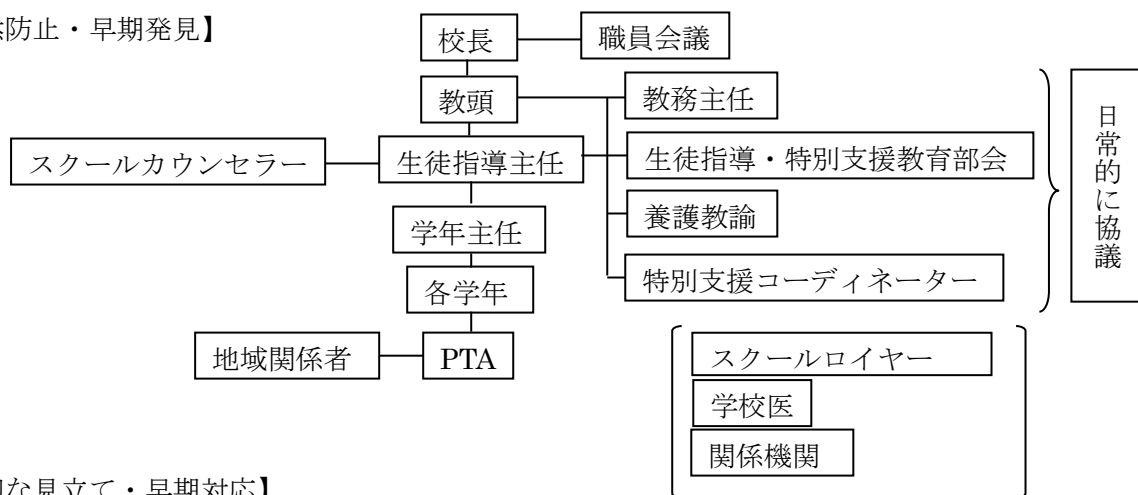 防止・早期発見】
校長
職員会議
教頭
教務主任
スクールカウンセラー
生徒指導主任
生徒指導・特別支援教育部会
養護教諭
学年主任
特別支援コーディネーター
各学年
日常的に協議
地域関係者
PTA
スクールロイヤー
学校医
関係機関
な見立て・早期対応】